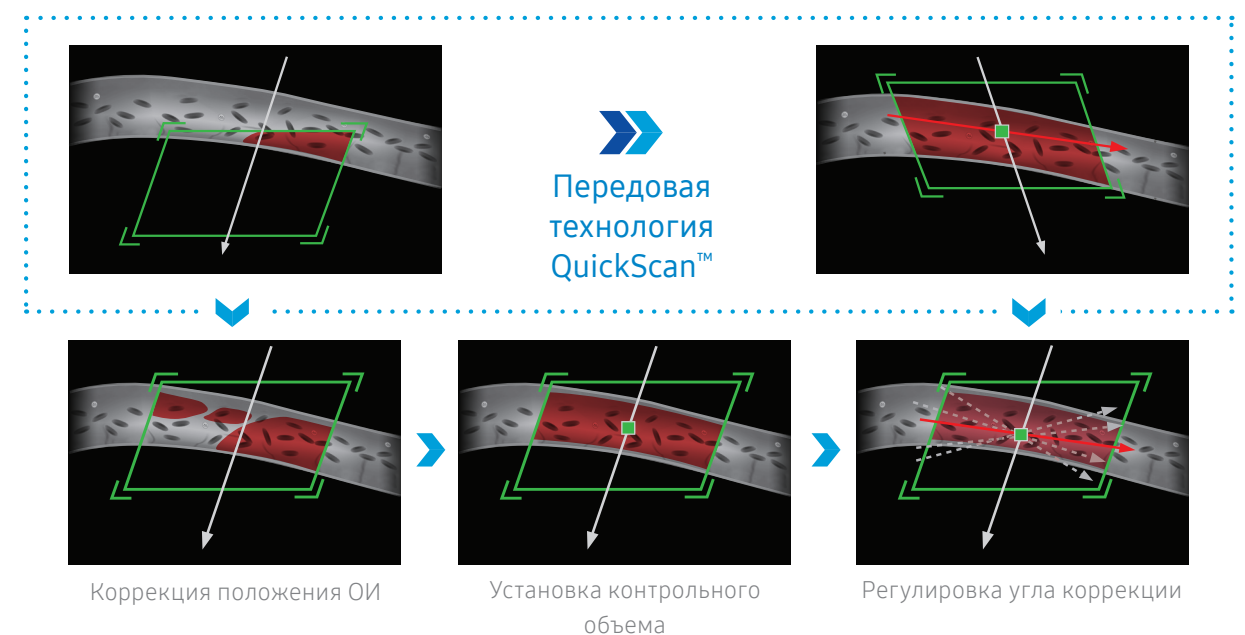 Передовая
технология
QuickScan™
Коррекция положения ОИ
Установка контрольного
объема
Регулировка угла коррекции